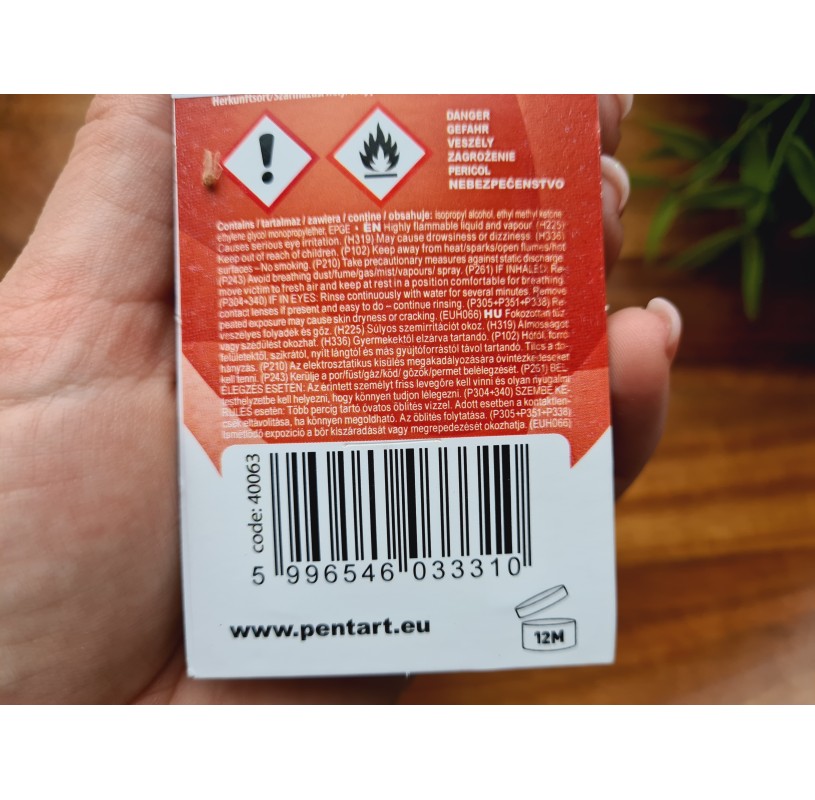 Herkunftsort/Származási hely
DANGER
GEFAHR
VESZÉLY
ZAGROŻENIE
PERICOL
NEBEZPEČENSTVO
Contains / tartalmaz / zawiera / conține / obsahuje: isopropyl alcohol, ethyl methyl ketone,
ethylene glycol monopropylether, EPGE • EN Highly flammable liquid and vapour (H225)
Causes serious eye irritation. (H319) May cause drowsiness or dizziness. (H336)
Keep out of reach of children. (P102) Keep away from heat/sparks/open flames/hot
surfaces – No smoking. (P210) Take precautionary measures against static discharge.
(P243) Avoid breathing dust/fume/gas/mist/vapours/ spray. (P261) IF INHALED: Re-
move victim to fresh air and keep at rest in a position comfortable for breathing.
(P304+340) IF IN EYES: Rinse continuously with water for several minutes. Remove
contact lenses if present and easy to do – continue rinsing. (P305+P351+P338) Re-
peated exposure may cause skin dryness or cracking. (EUH066) HU Fokozottan tűz-
veszélyes folyadék és gőz. (H225) Súlyos szemirritációt okoz. (H319) Álmosságot
vagy szédülést okozhat. (H336) Gyermekektől elzárva tartandó. (P102) Hőtől, forró
felületektől, szikrától, nyílt lángtól és más gyújtóforrástól távol tartandó. Tilos a do-
hányzás. (P210) Az elektrosztatikus kisülés megakadályozására óvintézkedéseket
kell tenni. (P243) Kerülje a por/füst/gáz/köd/ gőzök/permet belélegzését. (P261) BEL-
ÉLEGZÉS ESETÉN: Az érintett személyt friss levegőre kell vinni és olyan nyugalmi
testhelyzetbe kell helyezni, hogy könnyen tudjon lélegezni. (P304+340) SZEMBE KE-
RÜLÉS esetén: Több percig tartó óvatos öblítés vízzel. Adott esetben a kontaktlen-
csék eltávolítása, ha könnyen megoldható. Az öblítés folytatása. (P305+P351+P338)
Ismétlődő expozíció a bőr kiszáradását vagy megrepedezését okozhatja. (EUH066)
code: 40063
5 996546 033310
www.pentart.eu
12M